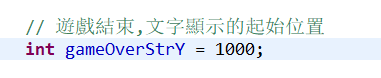 // 遊戲結束,文字顯示的起始位置
int gameOverStrY = 1000;